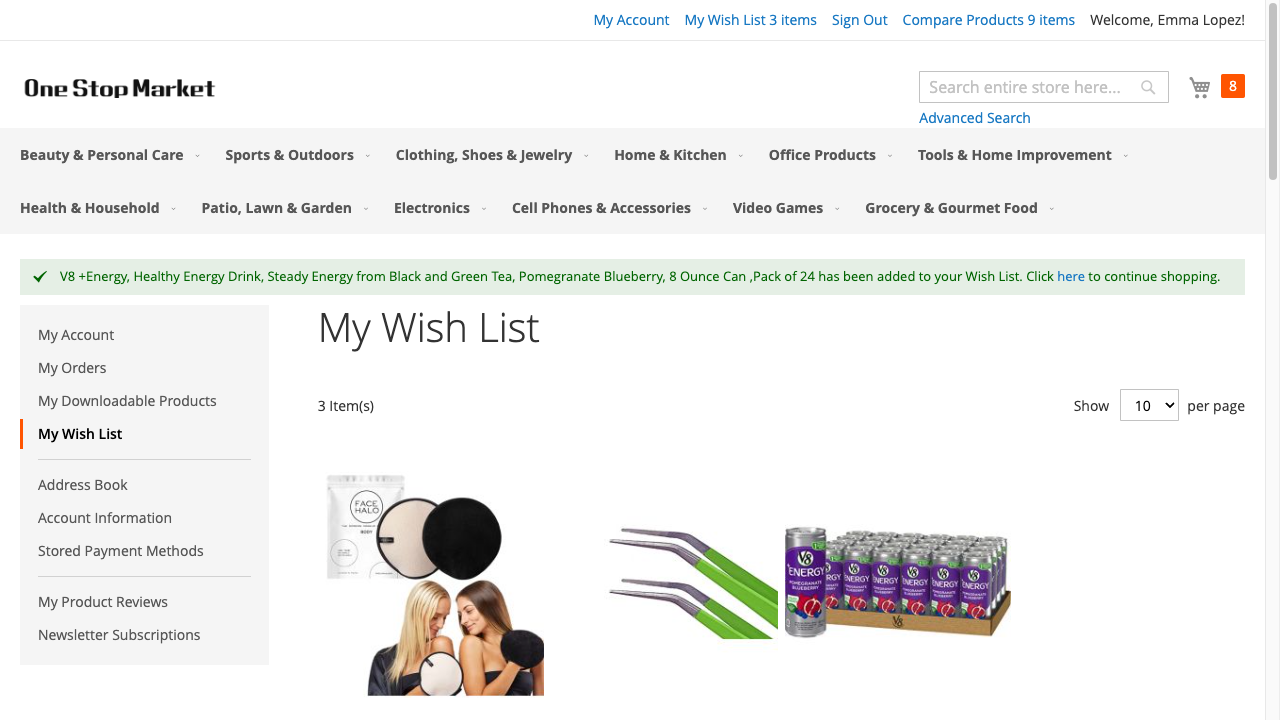 My Account My Wish List 3 items Sign Out Compare Products 9 items Welcome, Emma Lopez!
One Stop Market
Search entire store here...
8
Advanced Search
Beauty & Personal Care Sports & Outdoors Clothing, Shoes & Jewelry Home & Kitchen Office Products Tools & Home Improvement
Health & Household Patio, Lawn & Garden Electronics Cell Phones & Accessories Video Games Grocery & Gourmet Food
V8 +Energy, Healthy Energy Drink, Steady Energy from Black and Green Tea, Pomegranate Blueberry, 8 Ounce Can ,Pack of 24 has been added to your Wish List. Click here to continue shopping.
My Account
My Orders
My Downloadable Products
My Wish List
Address Book
Account Information
Stored Payment Methods
My Product Reviews
Newsletter Subscriptions
My Wish List
3 Item(s)
Show 10 per page
FACE
HALO
BODY
V8
ENERGY
POMEGRANATE
BLUEBERRY
V8